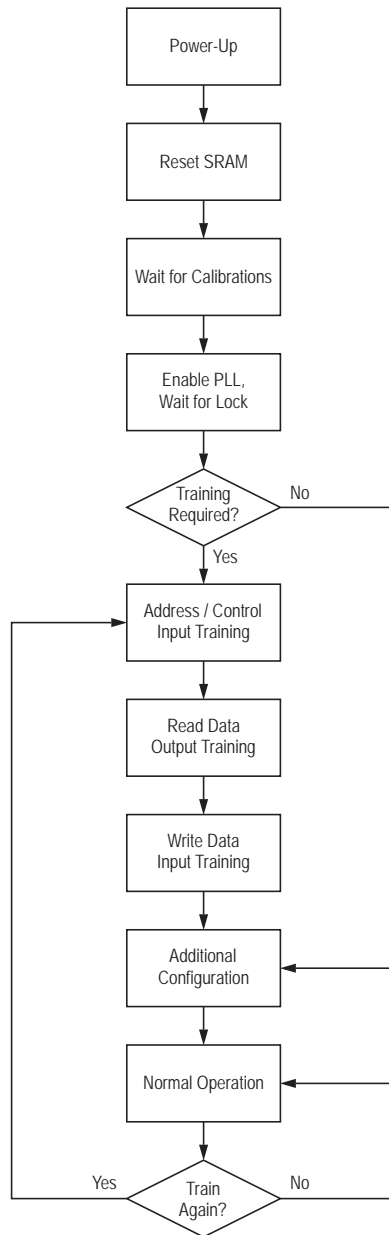 Power-Up
Reset SRAM
Wait for Calibrations
Enable PLL,
Wait for Lock
Training
Required?
No
Yes
Address / Control
Input Training
Read Data
Output Training
Write Data
Input Training
Additional
Configuration
Normal Operation
Yes
Train
Again?
No